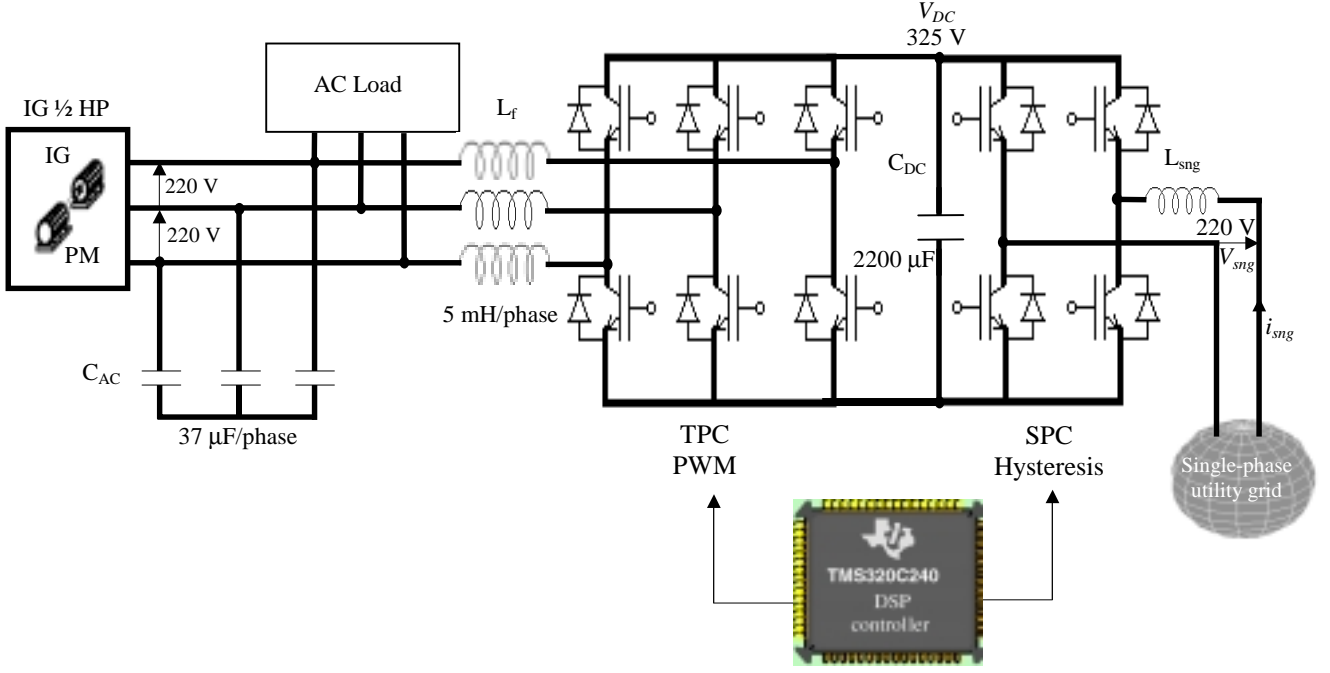 V_DC
325 V
AC Load
IG ½ HP
L_f
IG
220 V
C_DC
L_sng
220 V
PM
220 V
V_sng
2200 µF
5 mH/phase
i_sng
C_AC
37 µF/phase
TPC
PWM
SPC
Hysteresis
Single-phase
utility grid
TMS320C240
DSP
controller